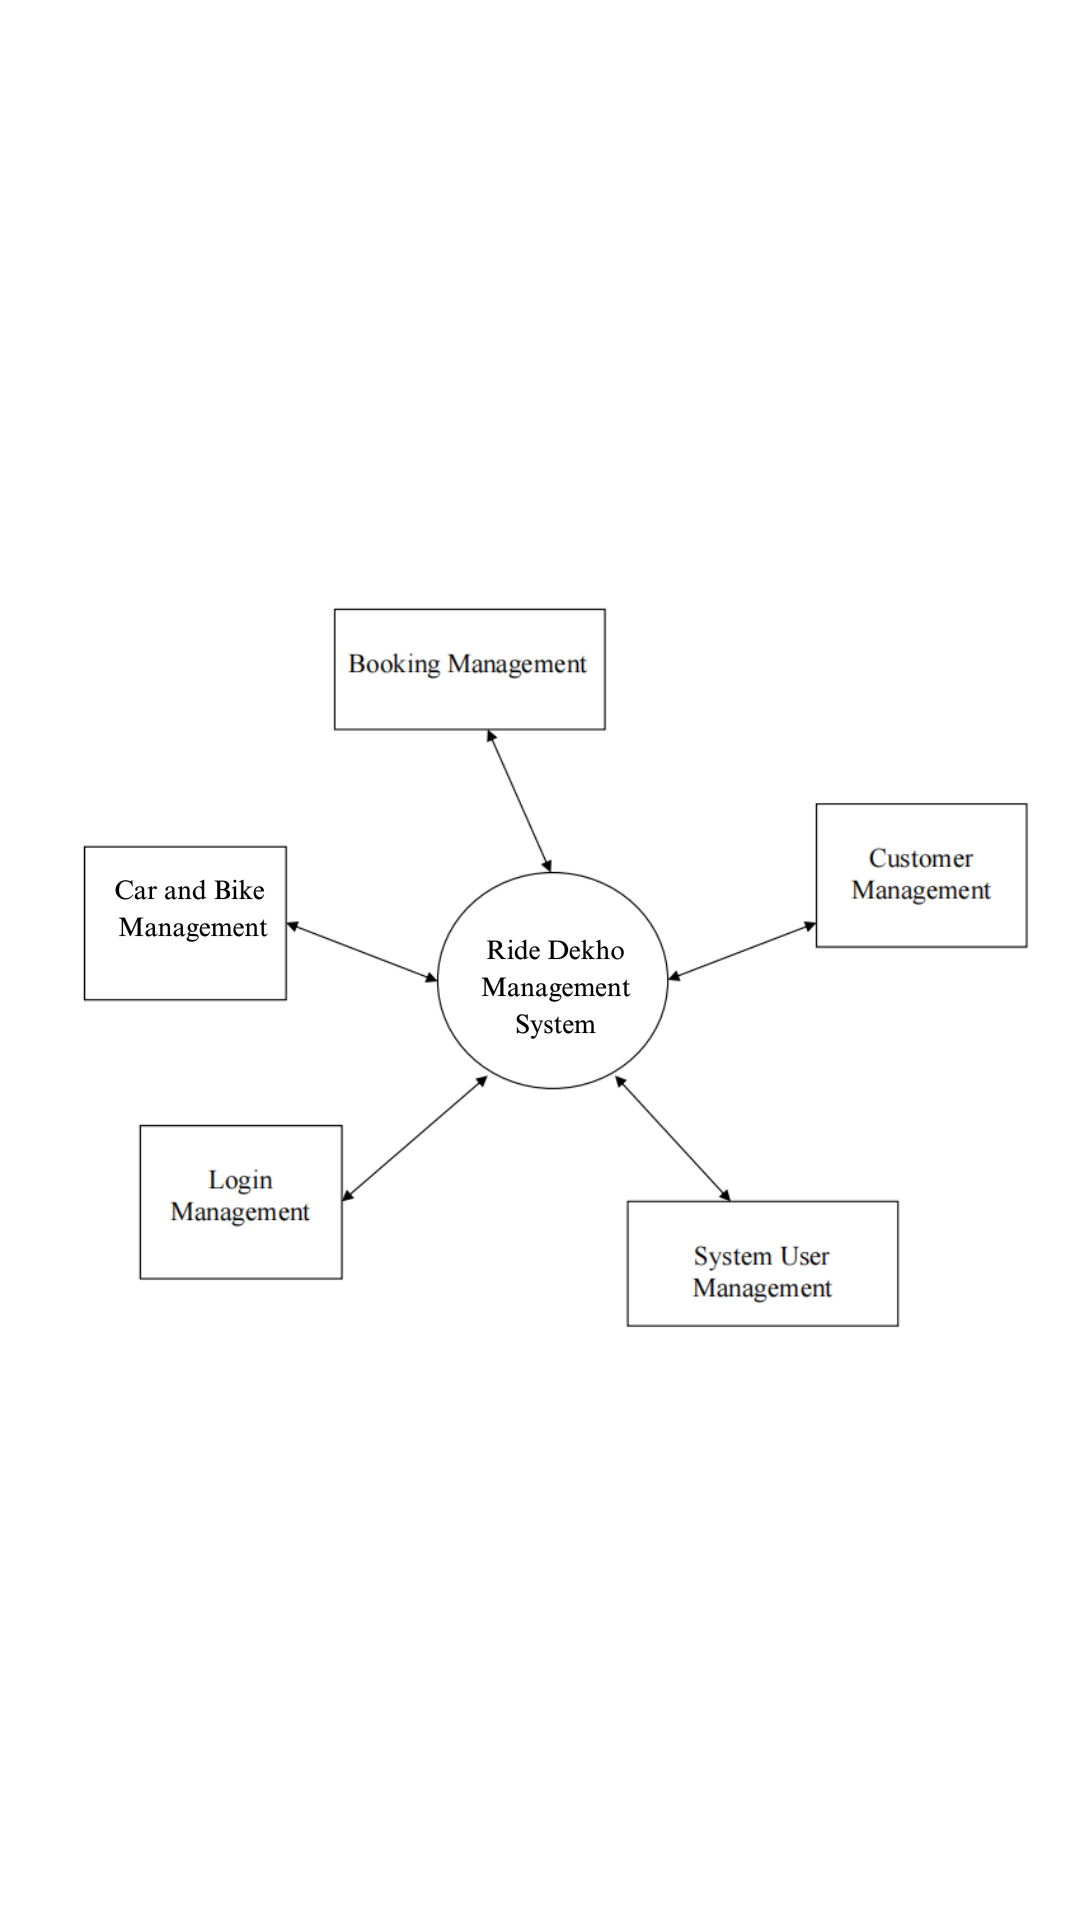 Booking Management
Customer
Management
Car and Bike
Management
Ride Dekho
Management
System
Login
Management
System User
Management